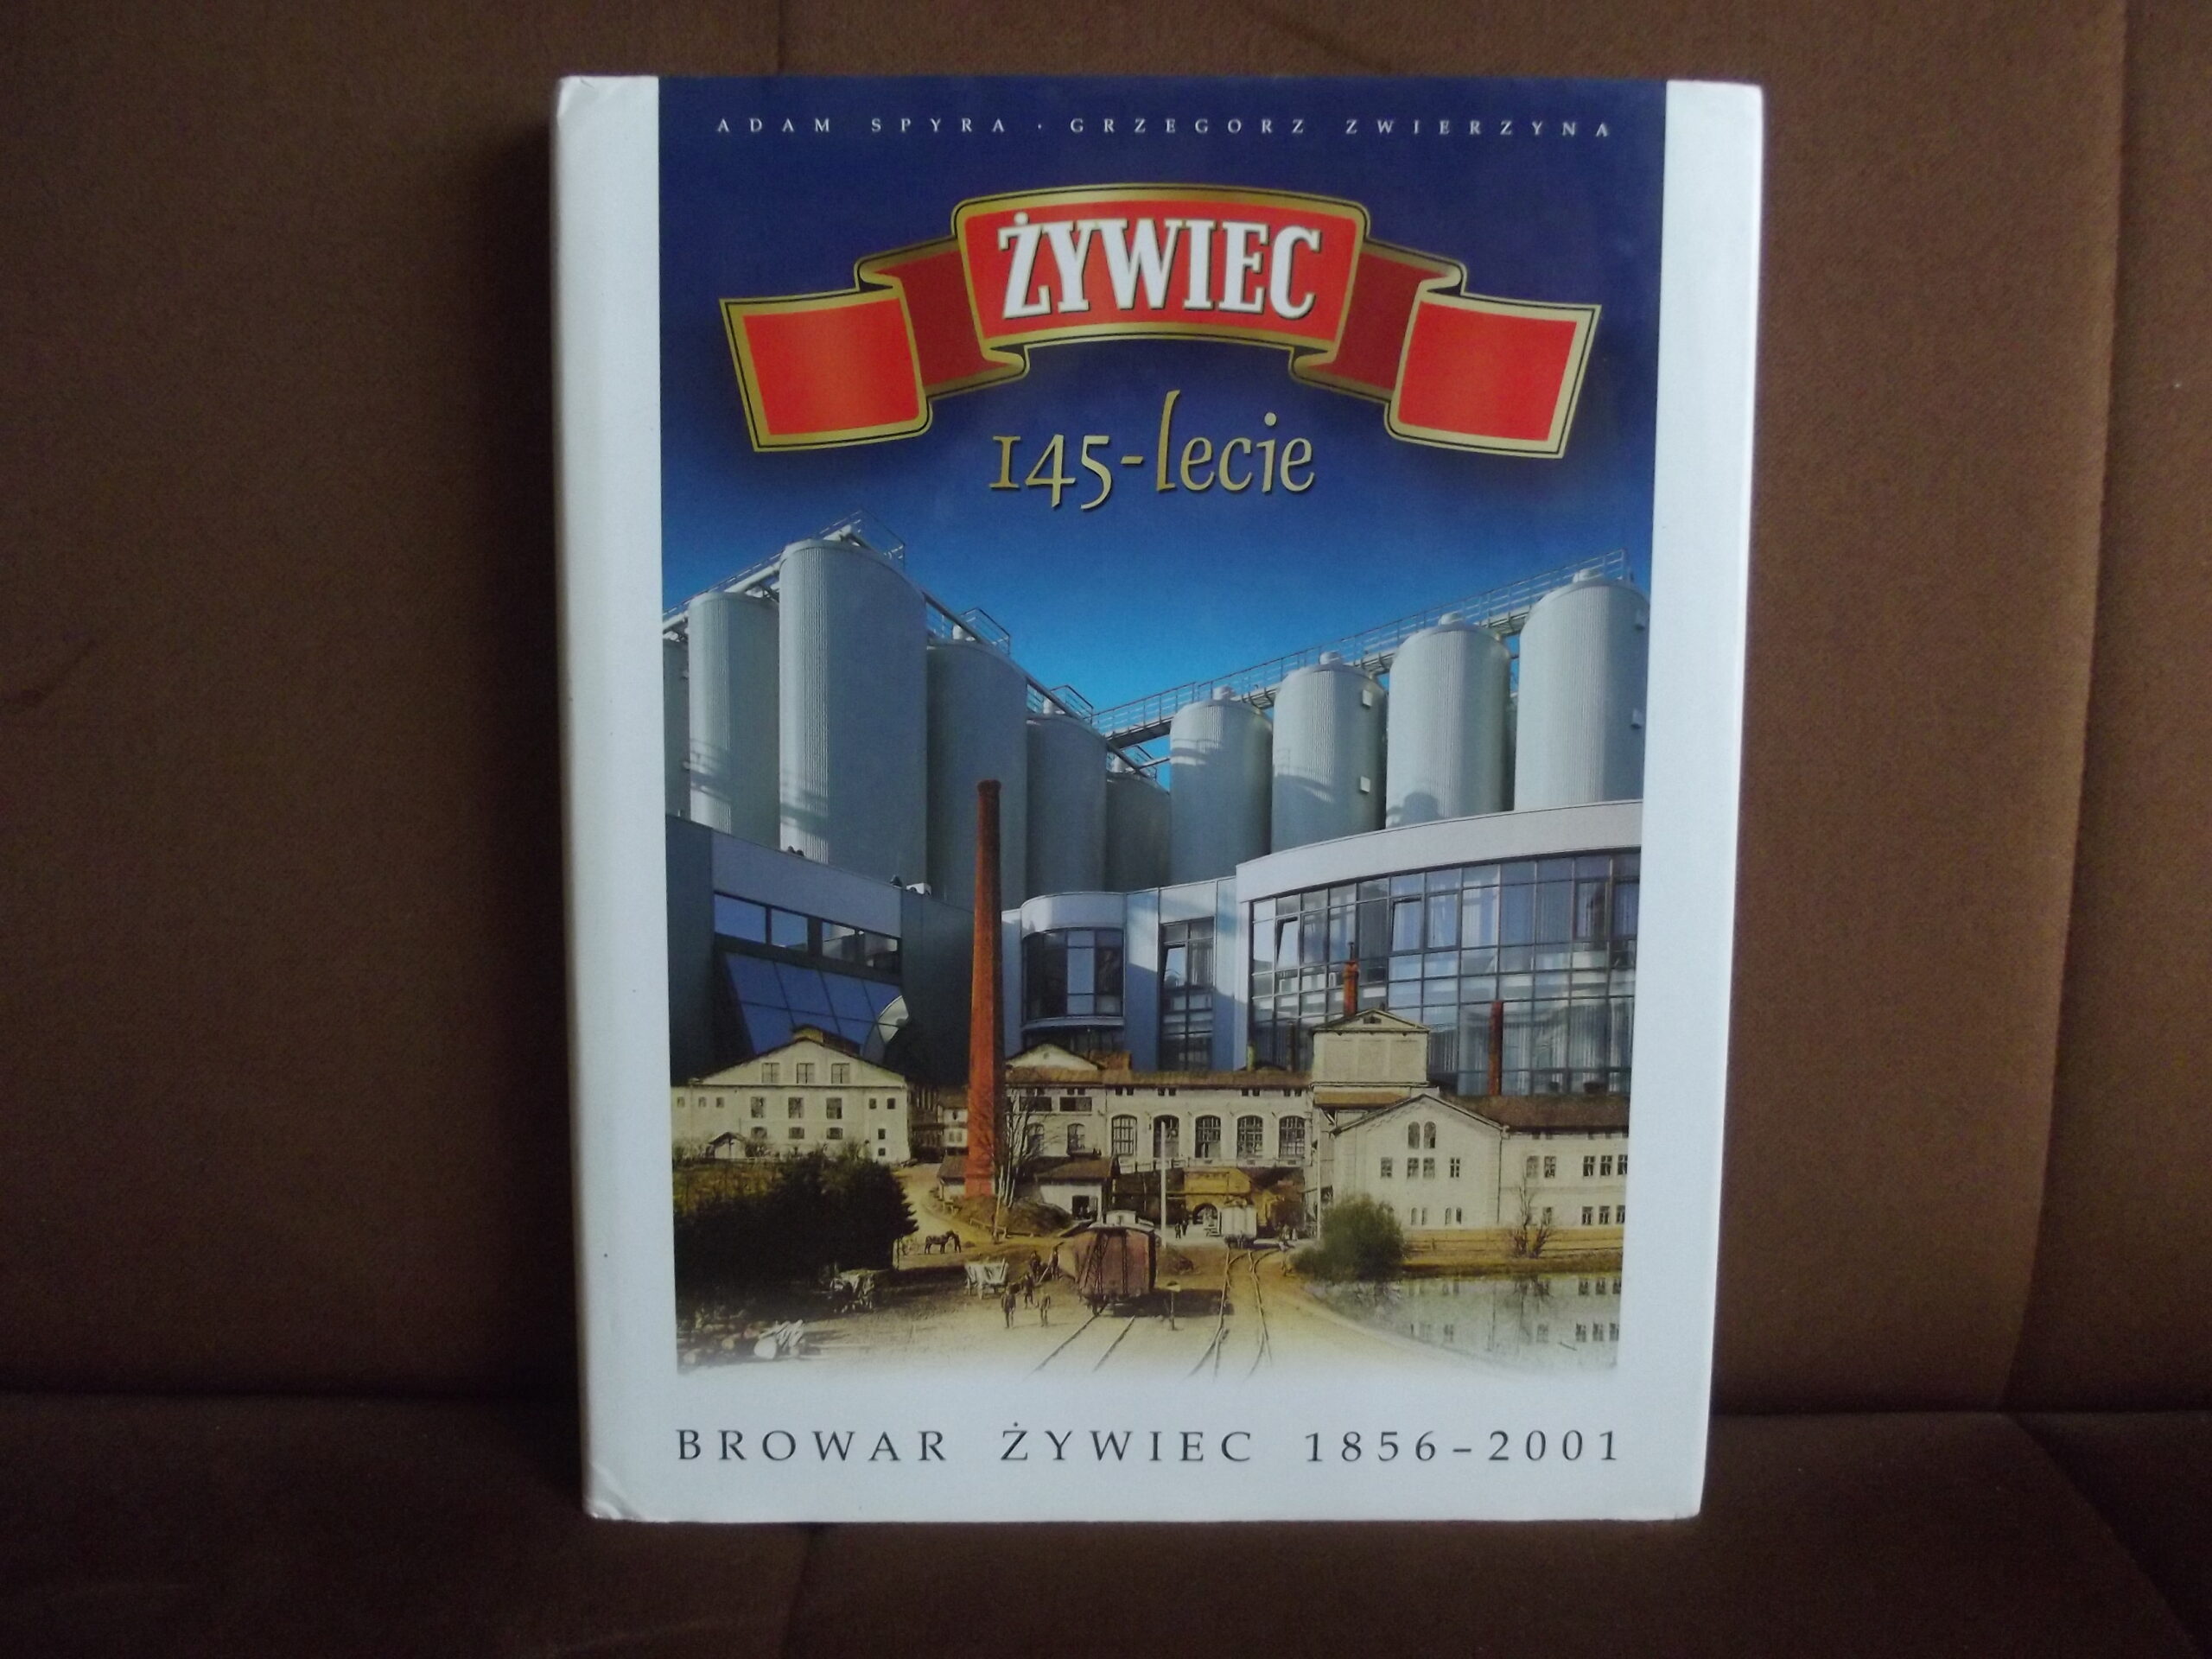 ADAM SPYRA · GRZEGORZ ZWIERZYNA
ŻYWIEC
145-lecie
BROWAR ŻYWIEC 1856–2001